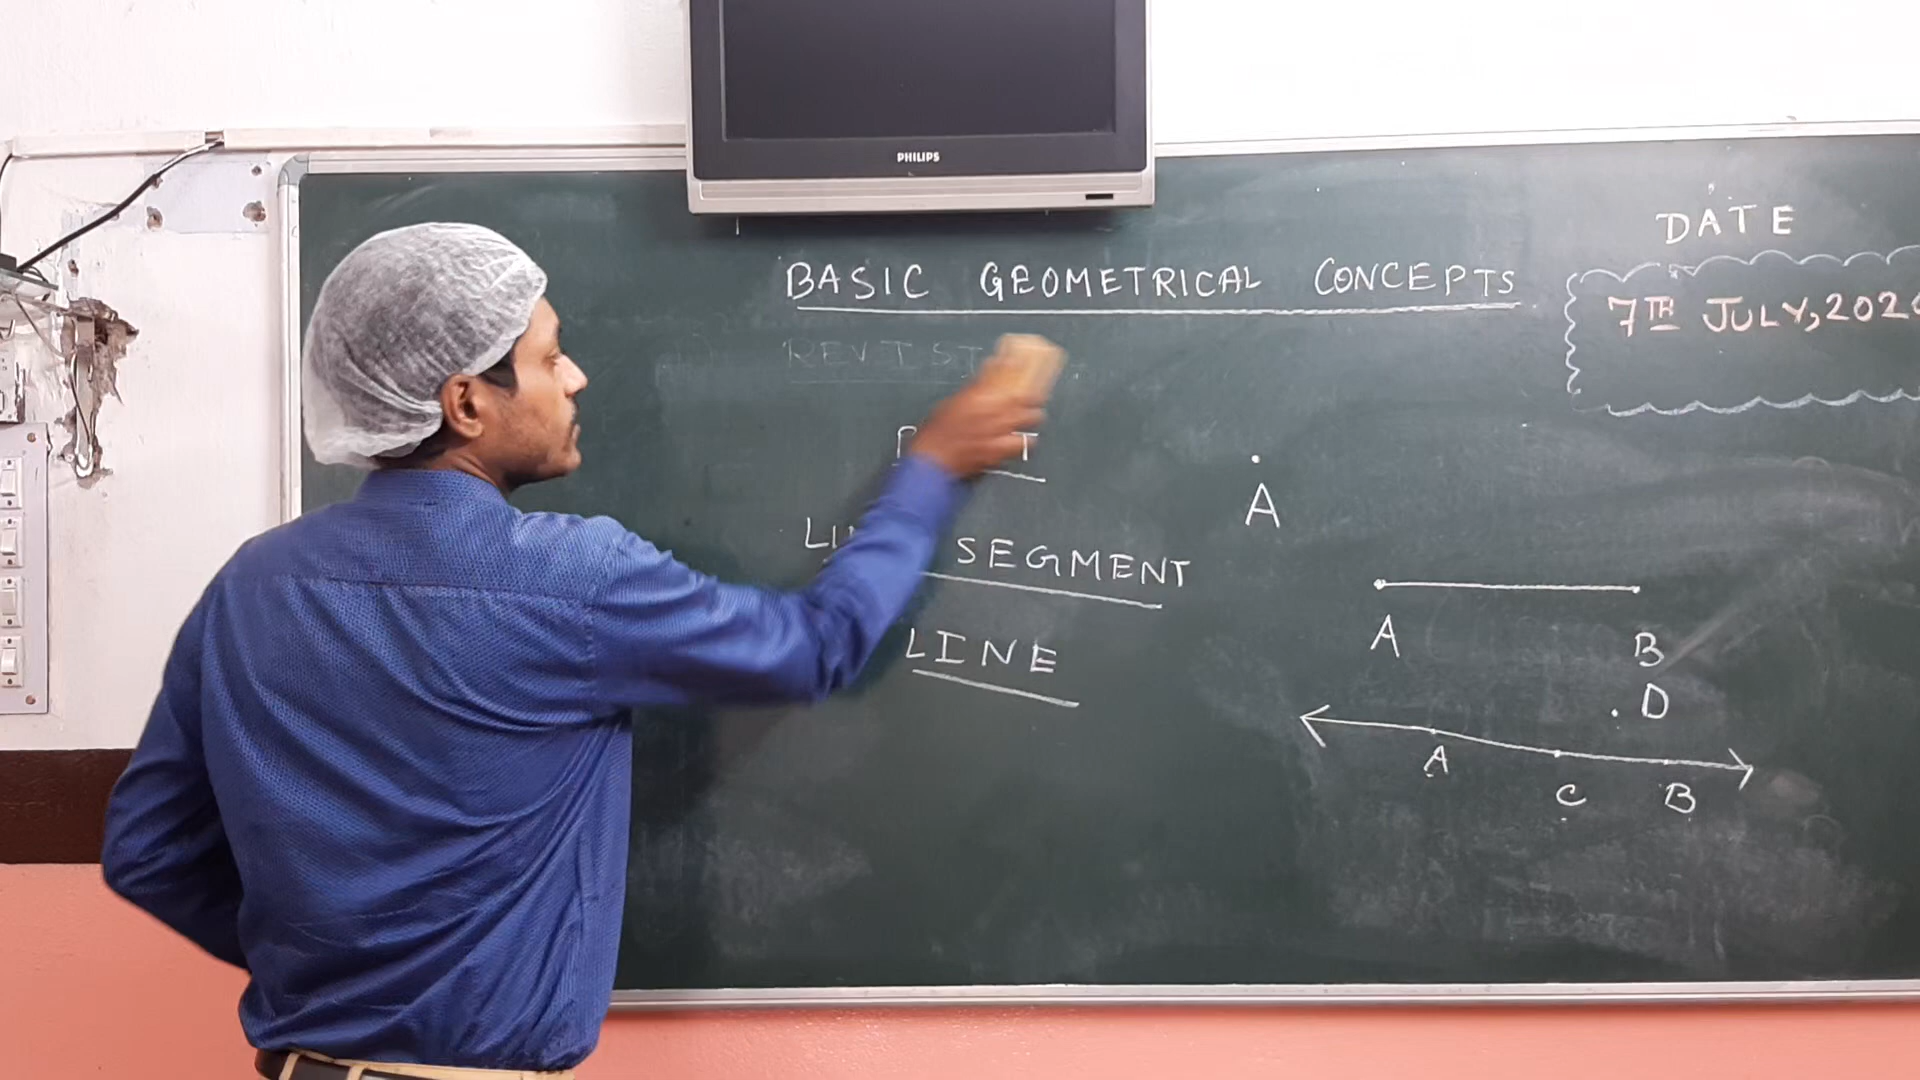 PHILIPS
DATE
BASIC GEOMETRICAL CONCEPTS
7TH JULY, 202
A
SEGMENT
A
B
LINE
D
A
C
B